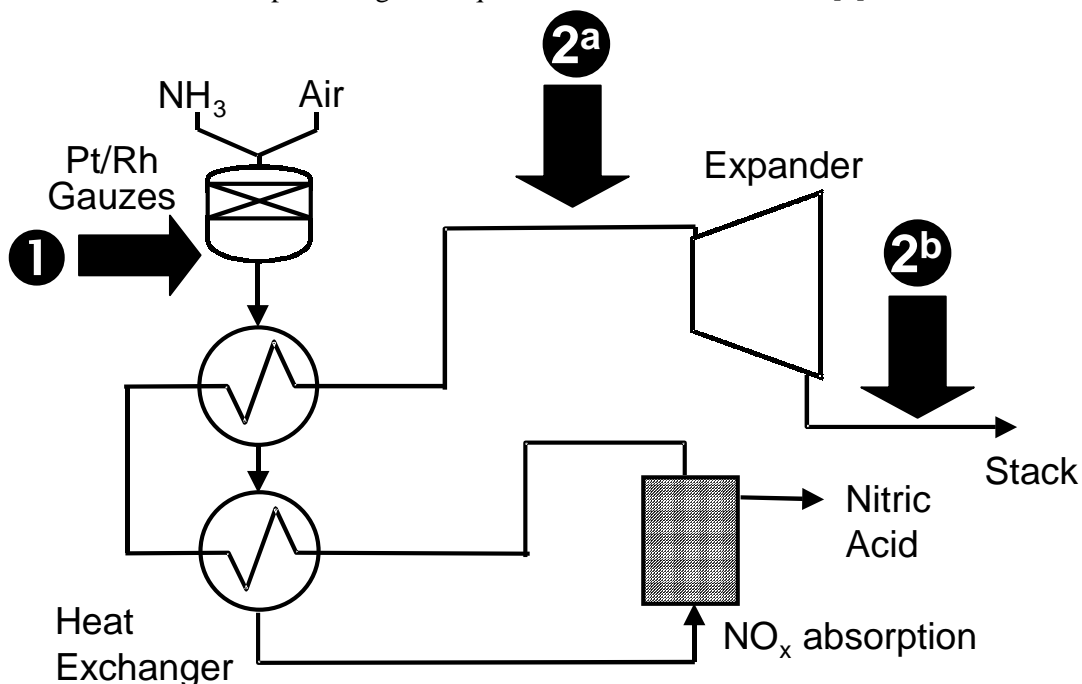 2a
NH3 Air
Pt/Rh
Gauzes
Expander
1
2b
Stack
Nitric
Acid
Heat
Exchanger
NOx absorption